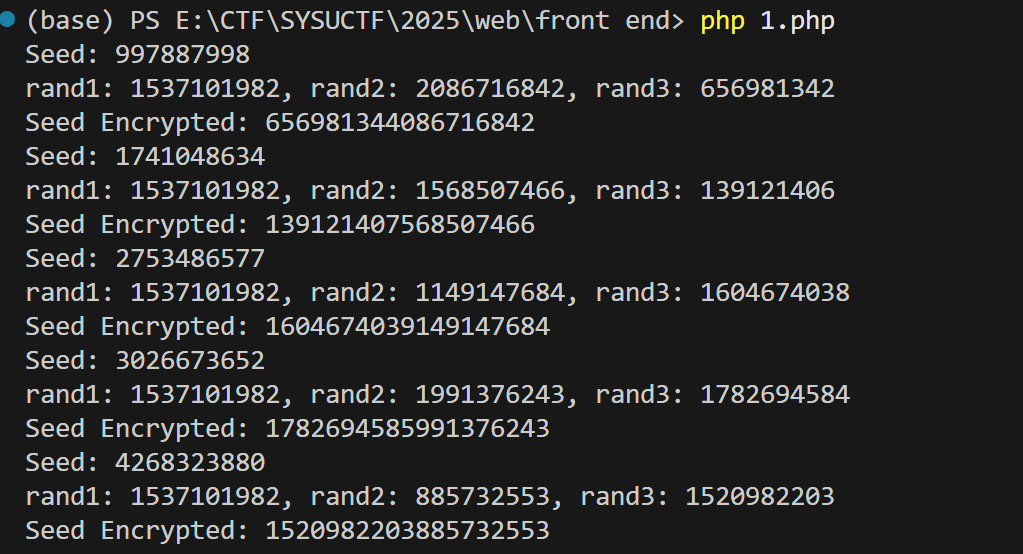 (base) PS E:\CTF\SYSUCTF\2025\web\front end> php 1.php
Seed: 997887998
rand1: 1537101982, rand2: 2086716842, rand3: 656981342
Seed Encrypted: 656981344086716842
Seed: 1741048634
rand1: 1537101982, rand2: 1568507466, rand3: 139121406
Seed Encrypted: 139121407568507466
Seed: 2753486577
rand1: 1537101982, rand2: 1149147684, rand3: 1604674038
Seed Encrypted: 1604674039149147684
Seed: 3026673652
rand1: 1537101982, rand2: 1991376243, rand3: 1782694584
Seed Encrypted: 1782694585991376243
Seed: 4268323880
rand1: 1537101982, rand2: 885732553, rand3: 1520982203
Seed Encrypted: 1520982203885732553